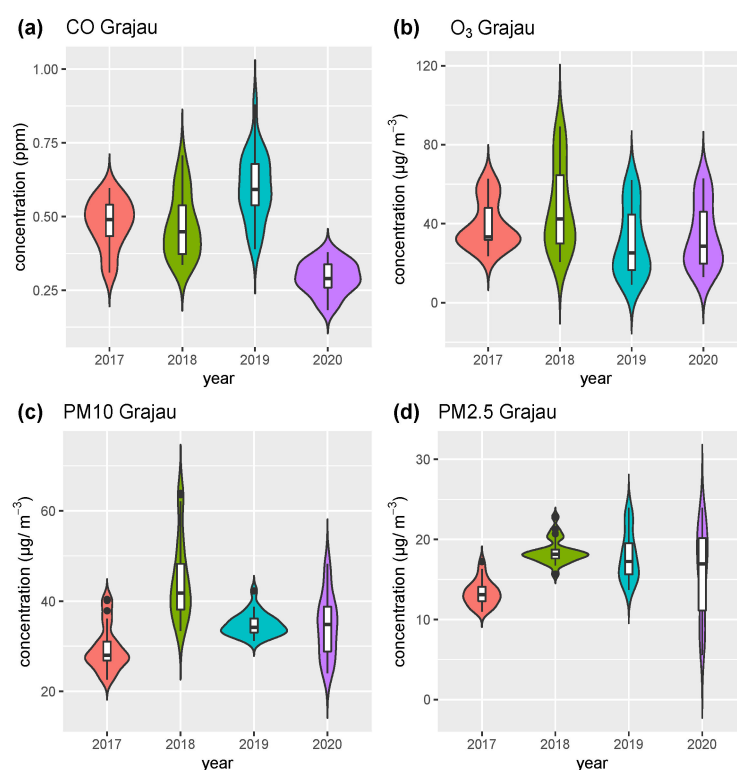 (a) CO Grajau
concentration (ppm)
1.00
0.75
0.50
0.25
2017 2018 2019 2020
year
(b) O₃ Grajau
concentration (μg/ m⁻³)
120
80
40
0
2017 2018 2019 2020
year
(c) PM10 Grajau
concentration (μg/ m⁻³)
60
40
20
2017 2018 2019 2020
year
(d) PM2.5 Grajau
concentration (μg/ m⁻³)
30
20
10
0
2017 2018 2019 2020
year